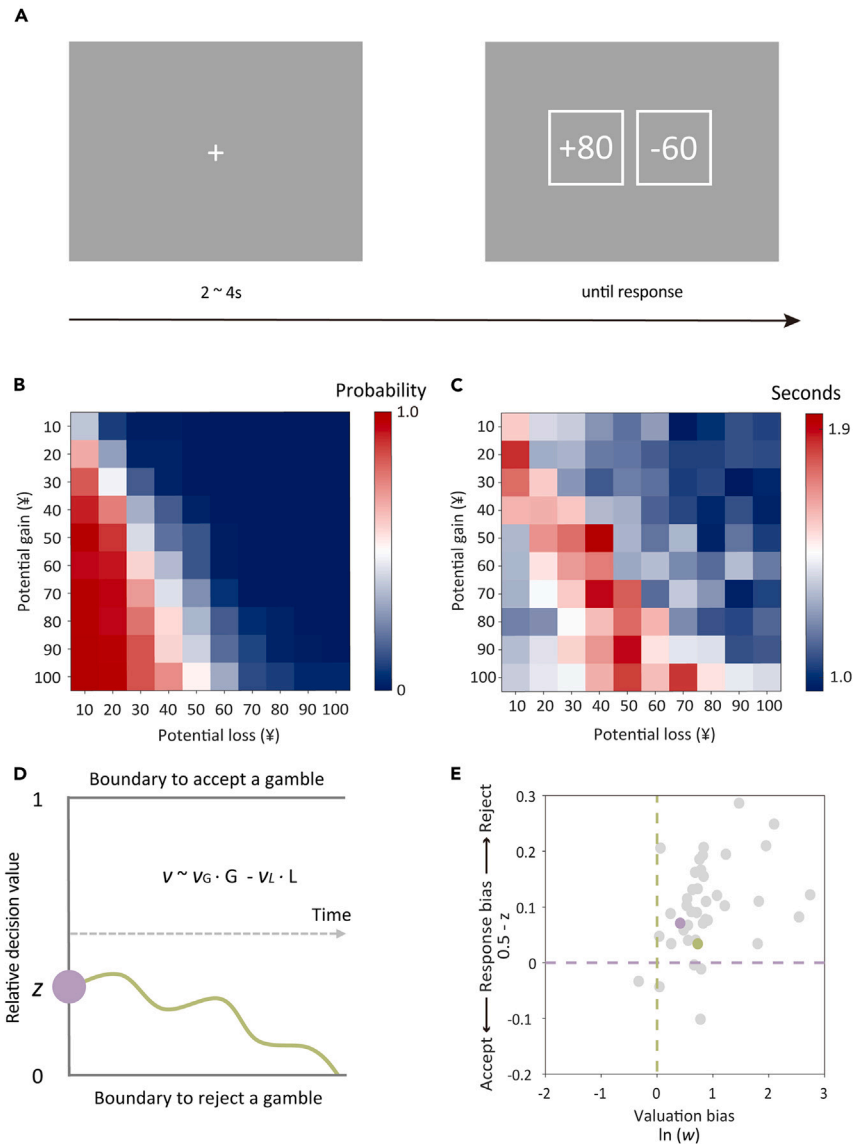 A
+
+80 -60
2 ~ 4s
until response
B
Probability
1.0
0
Potential gain (¥)
10
20
30
40
50
60
70
80
90
100
10 20 30 40 50 60 70 80 90 100
Potential loss (¥)
C
Seconds
1.9
1.0
Potential gain (¥)
10
20
30
40
50
60
70
80
90
100
10 20 30 40 50 60 70 80 90 100
Potential loss (¥)
D
Boundary to accept a gamble
1
v ~ vG · G - vL · L
Time
Relative decision value
z
0
Boundary to reject a gamble
E
Accept Response bias Reject
0.5 - z
0.3
0.2
0.1
0
-0.1
-0.2
-2 -1 0 1 2 3
Valuation bias
ln (w)